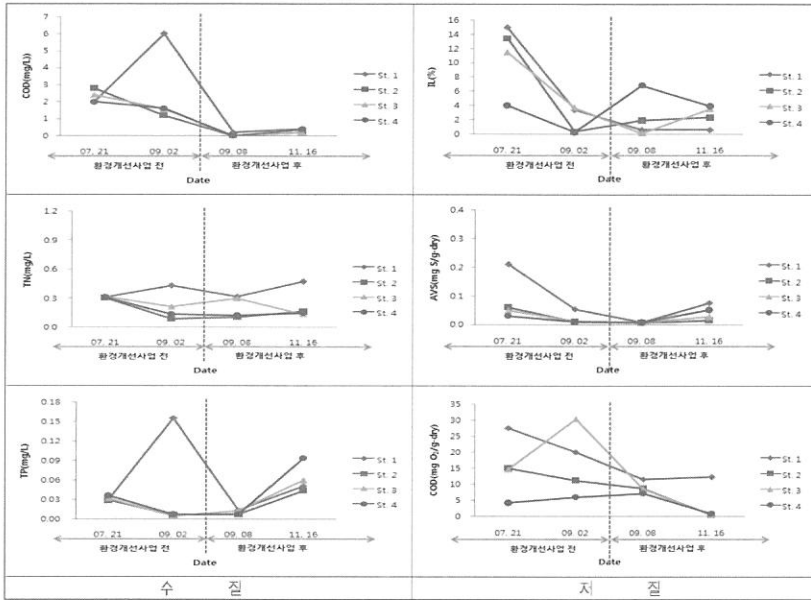 COD(mg/L))
7
6
5
4
3
2
1
0
St. 1
St. 2
St. 3
St. 4
07. 21
09. 02
09. 08
11. 16
환경개선사업 전
환경개선사업 후
Date
IL(%)
16
14
12
10
8
6
4
2
0
St. 1
St. 2
St. 3
St. 4
07. 21
09. 02
09. 08
11. 16
환경개선사업 전
환경개선사업 후
Date
TN(mg/L)
1.2
0.9
0.6
0.3
0.0
St. 1
St. 2
St. 3
St. 4
07. 21
09. 02
09. 08
11. 16
환경개선사업 전
환경개선사업 후
Date
AVS(mg S/g·dry)
0.4
0.3
0.2
0.1
0.0
St. 1
St. 2
St. 3
St. 4
07. 21
09. 02
09. 08
11. 16
환경개선사업 전
환경개선사업 후
Date
TP(mg/L)
0.18
0.15
0.12
0.09
0.06
0.03
0.00
St. 1
St. 2
St. 3
St. 4
07. 21
09. 02
09. 08
11. 16
환경개선사업 전
환경개선사업 후
Date
COD(mg O₂/g·dry)
35
30
25
20
15
10
5
0
St. 1
St. 2
St. 3
St. 4
07. 21
09. 02
09. 08
11. 16
환경개선사업 전
환경개선사업 후
Date
수 질
저 질